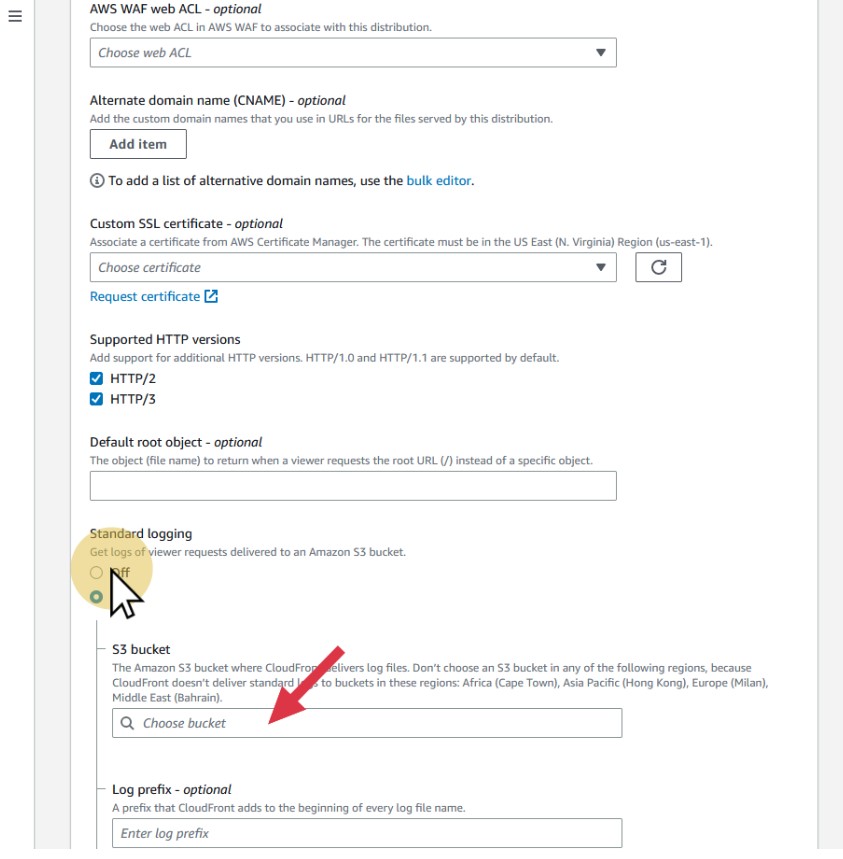 AWS WAF web ACL - optional
Choose the web ACL in AWS WAF to associate with this distribution.
Choose web ACL
Alternate domain name (CNAME) - optional
Add the custom domain names that you use in URLs for the files served by this distribution.
Add item
To add a list of alternative domain names, use the bulk editor.
Custom SSL certificate - optional
Associate a certificate from AWS Certificate Manager. The certificate must be in the US East (N. Virginia) Region (us-east-1).
Choose certificate
Request certificate
Supported HTTP versions
Add support for additional HTTP versions. HTTP/1.0 and HTTP/1.1 are supported by default.
HTTP/2
HTTP/3
Default root object - optional
The object (file name) to return when a viewer requests the root URL (/) instead of a specific object.
Standard logging
Get logs of viewer requests delivered to an Amazon S3 bucket.
Off
S3 bucket
The Amazon S3 bucket where CloudFront delivers log files. Don't choose an S3 bucket in any of the following regions, because
CloudFront doesn't deliver standard logs to buckets in these regions: Africa (Cape Town), Asia Pacific (Hong Kong), Europe (Milan),
Middle East (Bahrain).
Choose bucket
Log prefix - optional
A prefix that CloudFront adds to the beginning of every log file name.
Enter log prefix